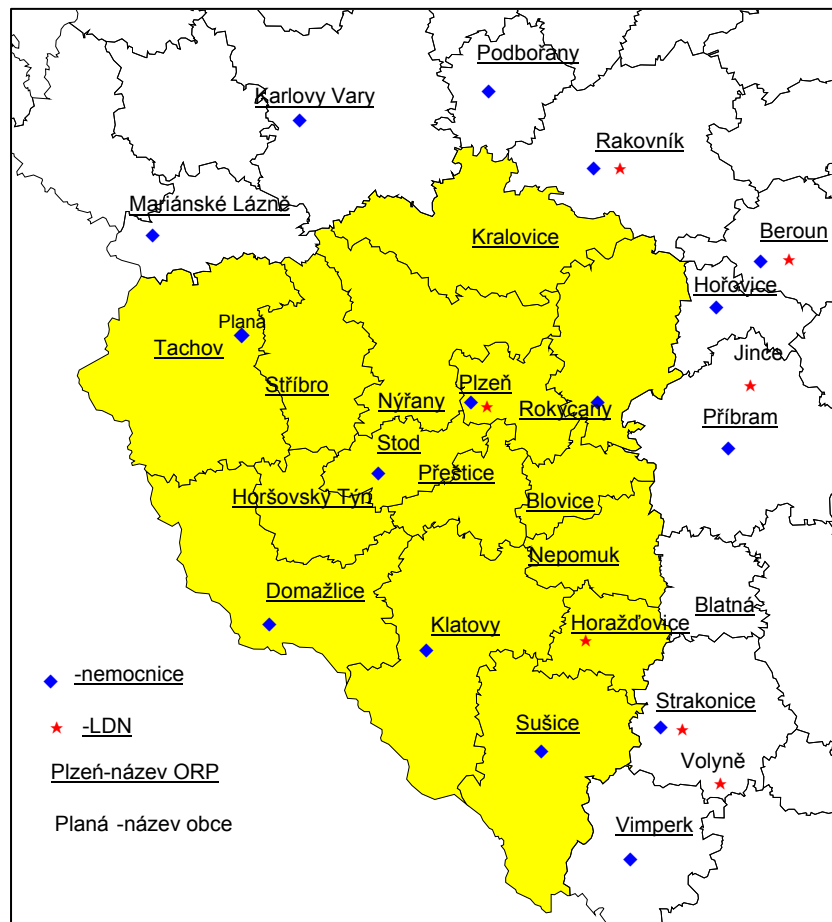 Podbořany
Karlovy Vary
Rakovník
Mariánské Lázně
Kralovice
Beroun
Hořovice
Planá
Tachov
Jince
Stříbro
Plzeň
Nýřany
Rokycany
Příbram
Stod
Přeštice
Horšovský Týn
Blovice
Nepomuk
Domažlice
Blatná
Klatovy
Horažďovice
-nemocnice
Strakonice
-LDN
Sušice
Volyně
Plzeň-název ORP
Planá -název obce
Vimperk